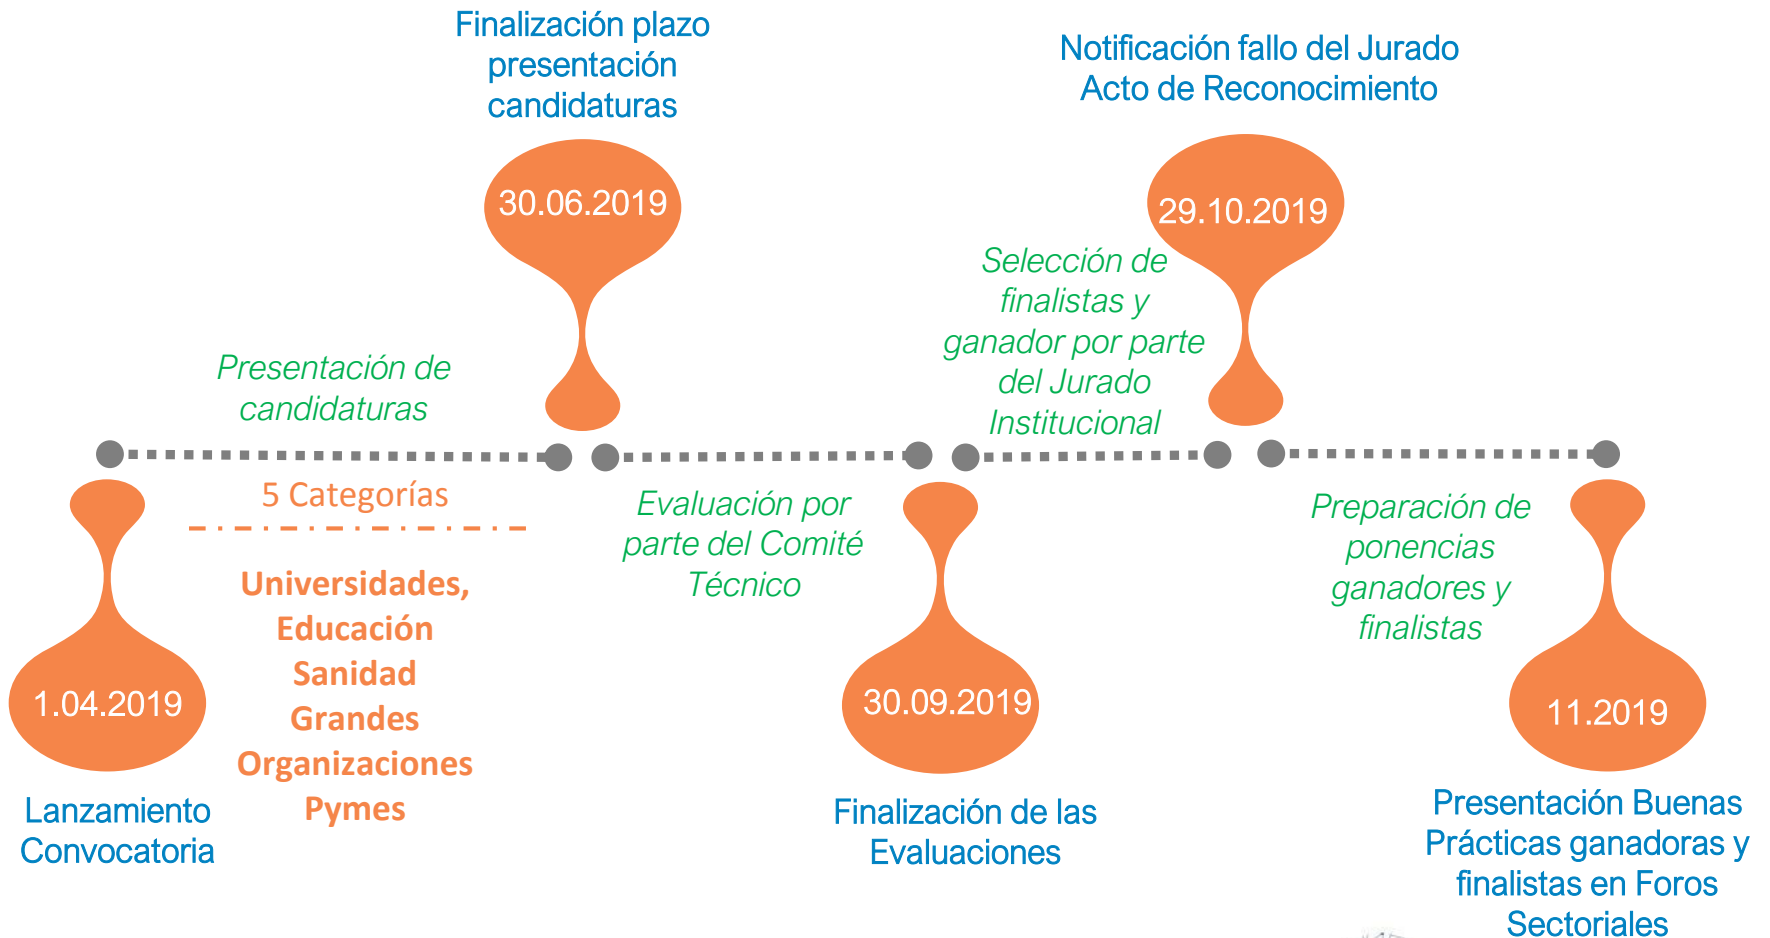 Finalización plazo
presentación
candidaturas
30.06.2019
Notificación fallo del Jurado
Acto de Reconocimiento
29.10.2019
Presentación de
candidaturas
Selección de
finalistas y
ganador por parte
del Jurado
Institucional
5 Categorías
Universidades,
Educación
Sanidad
Grandes
Organizaciones
Pymes
1.04.2019
Lanzamiento
Convocatoria
Evaluación por
parte del Comité
Técnico
30.09.2019
Finalización de las
Evaluaciones
Preparación de
ponencias
ganadores y
finalistas
11.2019
Presentación Buenas
Prácticas ganadoras y
finalistas en Foros
Sectoriales